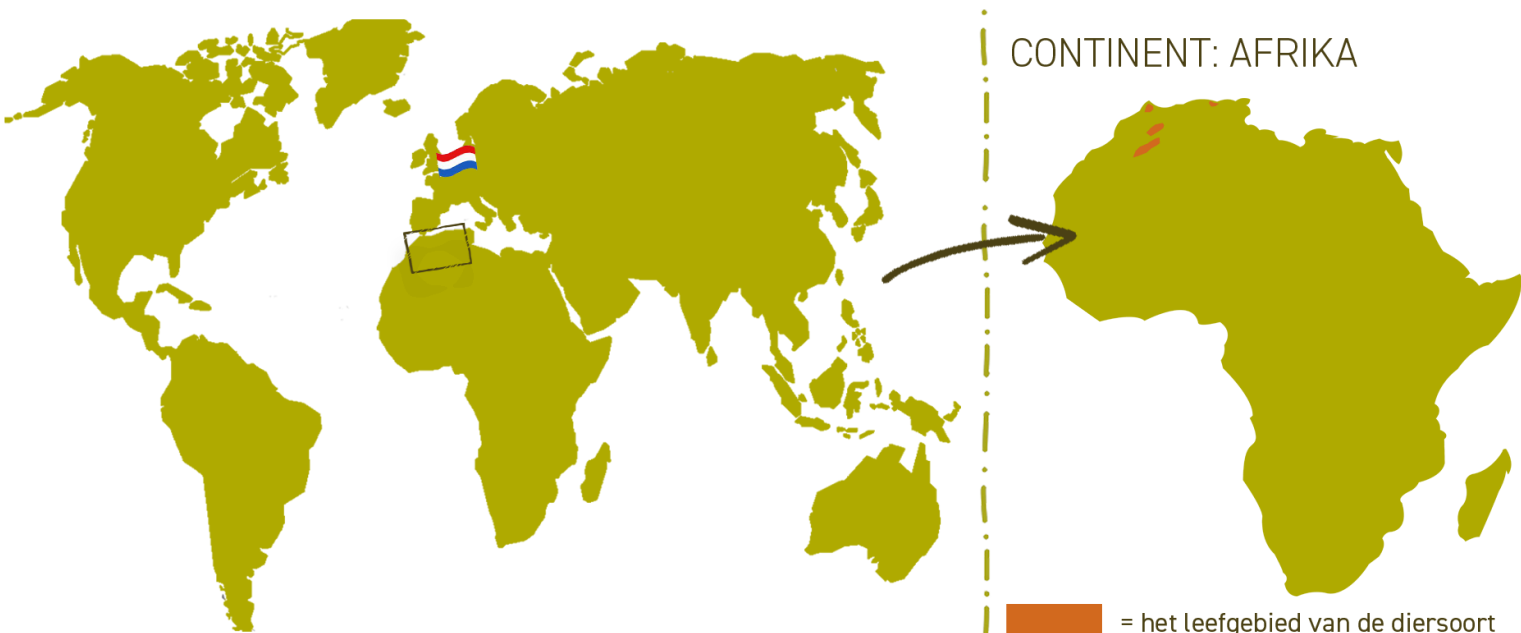 CONTINENT: AFRIKA
= het leefgebied van de diersoort